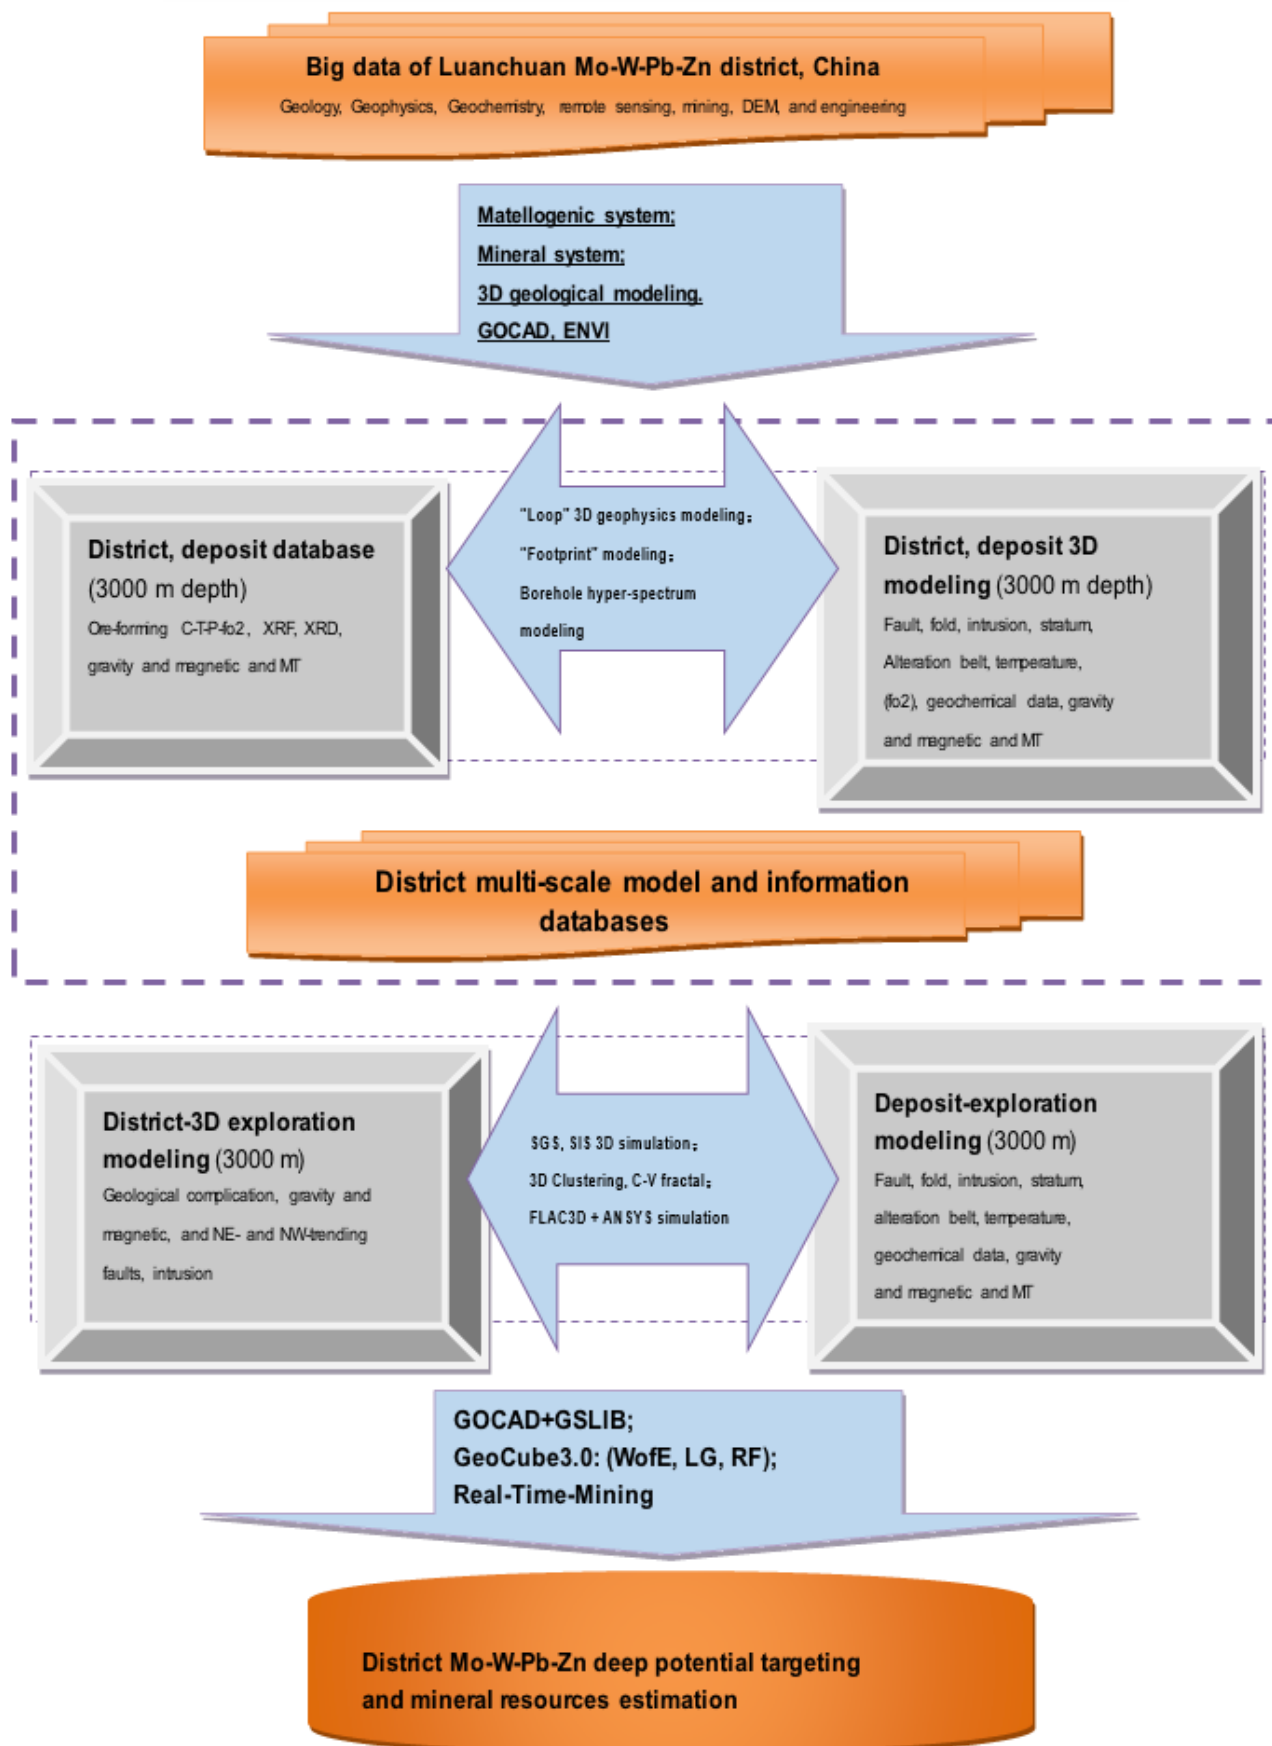 Big data of Luanchuan Mo-W-Pb-Zn district, China
Geology, Geophysics, Geochemistry, remote sensing, mining, DEM, and engineering
Matellogenic system;
Mineral system;
3D geological modeling.
GOCAD, ENVI
District, deposit database
(3000 m depth)
Ore-forming C-T-P-fo2, XRF, XRD,
gravity and magnetic and MT
"Loop" 3D geophysics modeling;
"Footprint" modeling;
Borehole hyper-spectrum
modeling
District, deposit 3D
modeling (3000 m depth)
Fault, fold, intrusion, stratum,
Alteration belt, temperature,
(fo2), geochemical data, gravity
and magnetic and MT
District multi-scale model and information
databases
District-3D exploration
modeling (3000 m)
Geological complication, gravity and
magnetic, and NE- and NW-trending
faults, intrusion
SGS, SIS 3D simulation;
3D Clustering, C-V fractal;
FLAC3D + ANSYS simulation
Deposit-exploration
modeling (3000 m)
Fault, fold, intrusion, stratum,
alteration belt, temperature,
geochemical data, gravity
and magnetic and MT
GOCAD+GSLIB;
GeoCube3.0: (WofE, LG, RF);
Real-Time-Mining
District Mo-W-Pb-Zn deep potential targeting
and mineral resources estimation